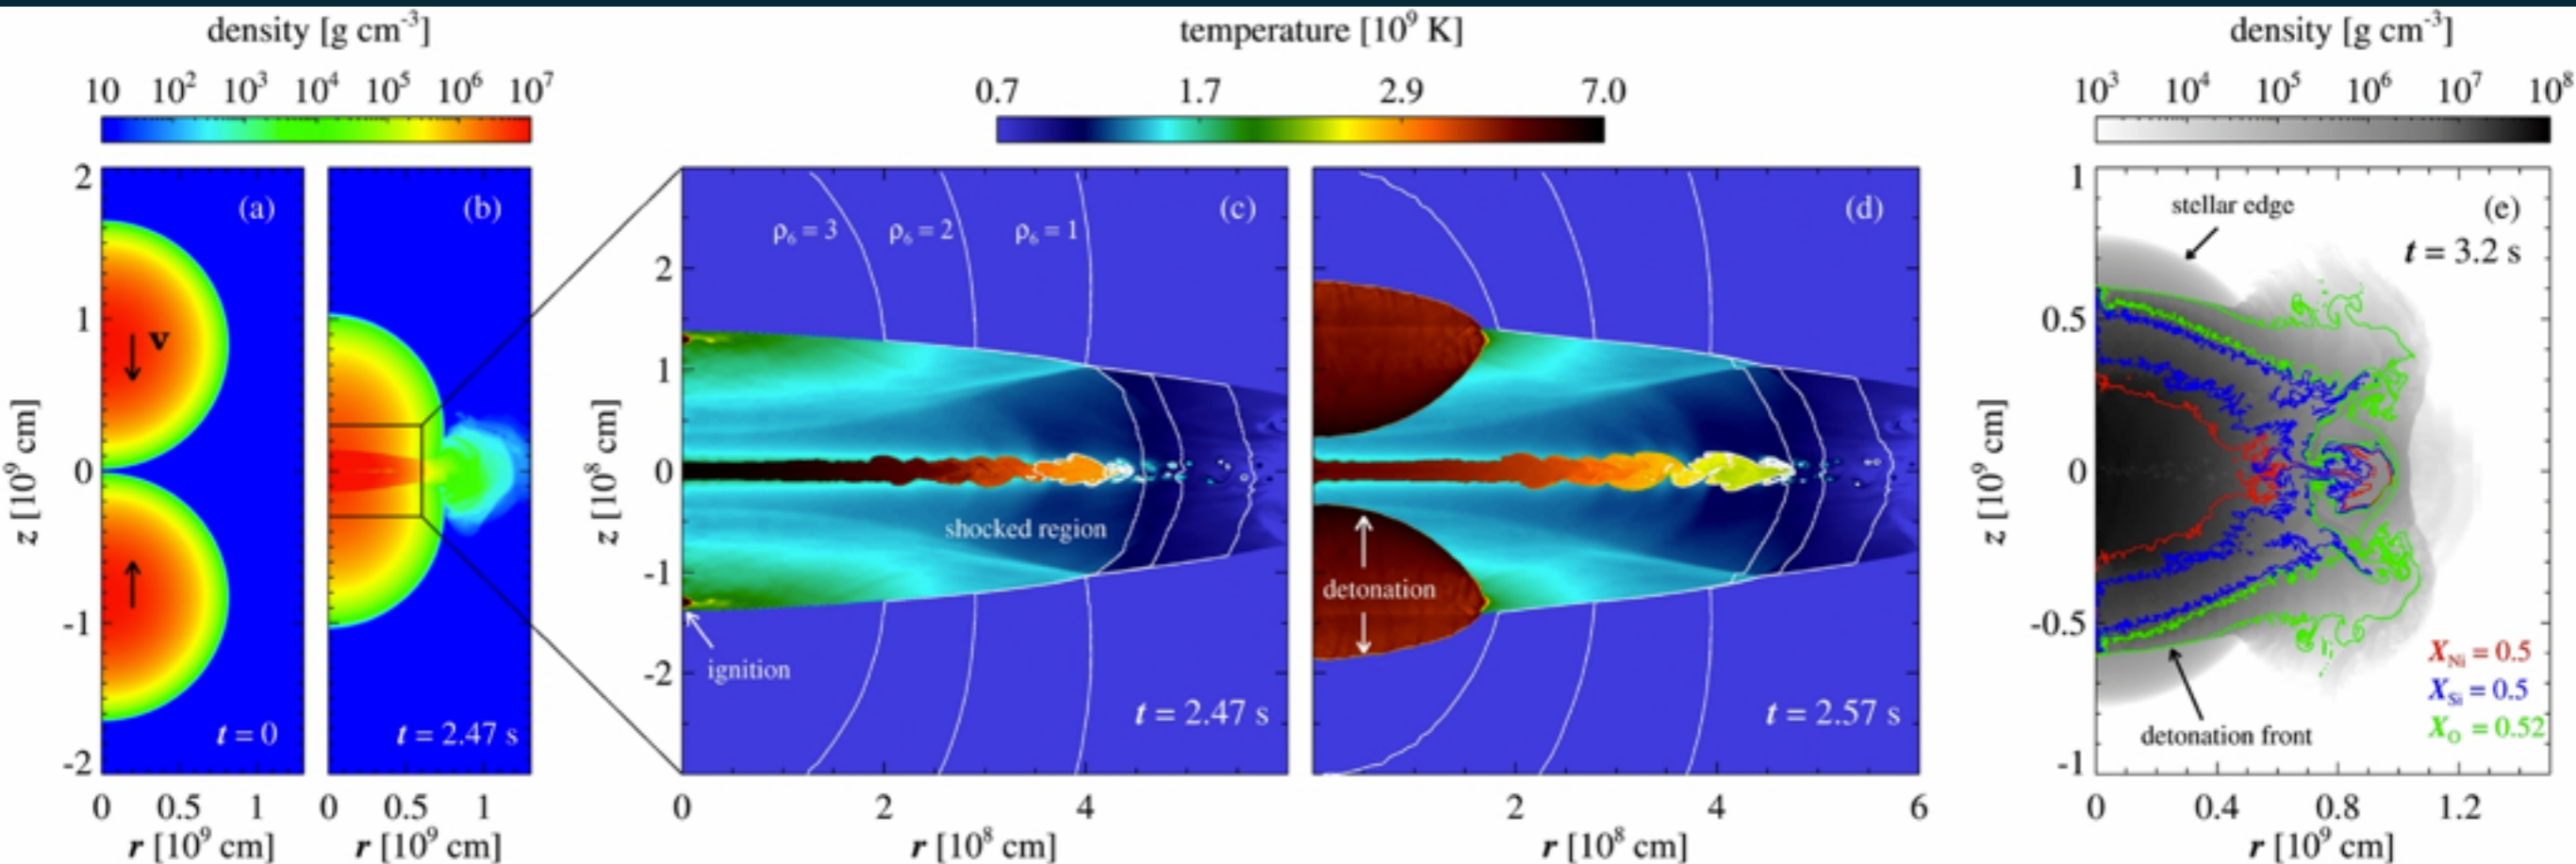 density [g cm⁻³]
10 10² 10³ 10⁴ 10⁵ 10⁶ 10⁷
temperature [10⁹ K]
0.7 1.7 2.9 7.0
density [g cm⁻³]
10³ 10⁴ 10⁵ 10⁶ 10⁷ 10⁸
z [10⁹ cm]
2
1
0
-1
-2
(a)
v
t = 0
0 0.5 1
r [10⁹ cm]
(b)
t = 2.47 s
0 0.5 1
r [10⁹ cm]
z [10⁸ cm]
2
1
0
-1
-2
(c)
ρ₆ = 3 ρ₆ = 2 ρ₆ = 1
shocked region
ignition
t = 2.47 s
0 2 4
r [10⁸ cm]
(d)
detonation
t = 2.57 s
2 4 6
r [10⁸ cm]
z [10⁹ cm]
1
0.5
0
-0.5
-1
stellar edge
(e)
t = 3.2 s
X_Ni = 0.5
X_Si = 0.5
X_O = 0.52
detonation front
0 0.4 0.8 1.2
r [10⁹ cm]